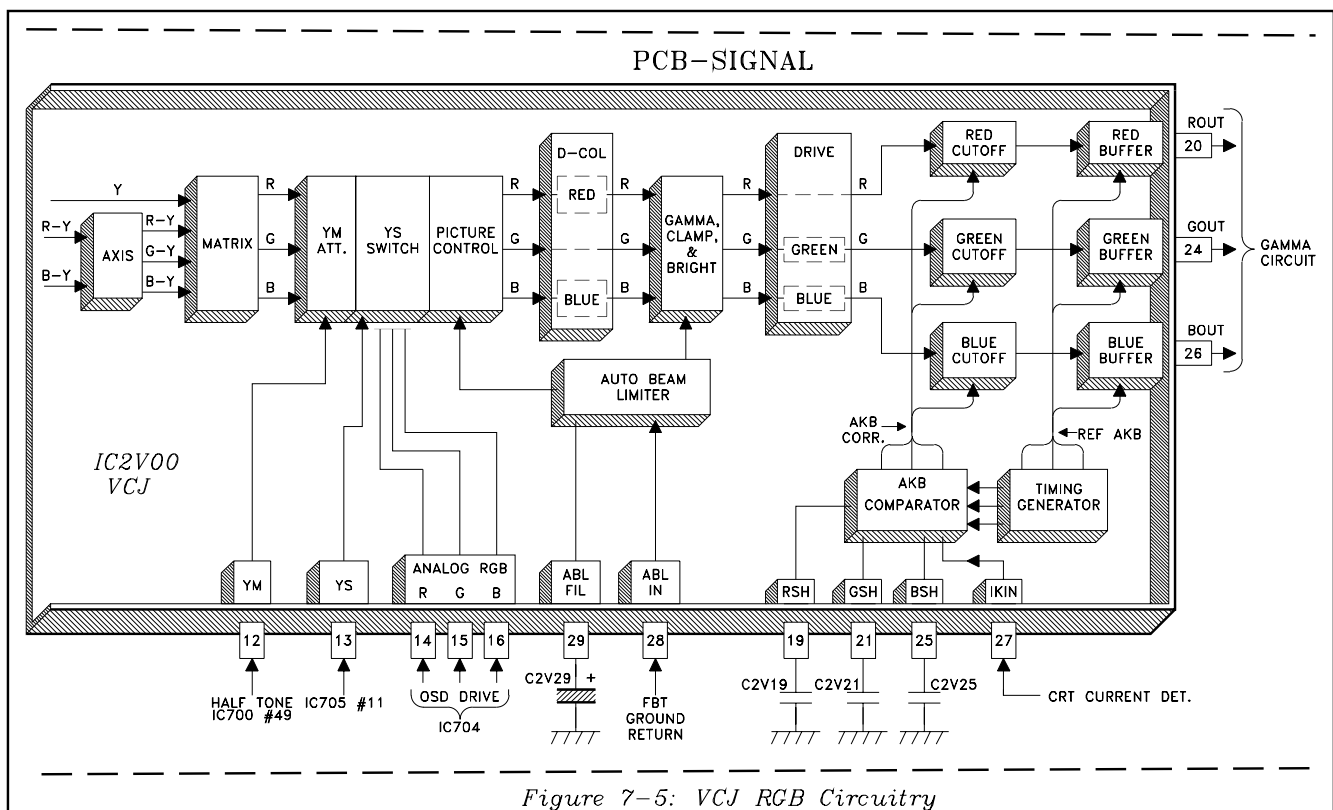 PCB-SIGNAL
Y
R-Y
B-Y
AXIS
R-Y
G-Y
B-Y
MATRIX
R
G
B
YM
ATT.
YS
SWITCH
PICTURE
CONTROL
R
G
B
D-COL
RED
BLUE
R
G
B
GAMMA,
CLAMP,
&
BRIGHT
R
G
B
DRIVE
GREEN
BLUE
R
G
B
RED
CUTOFF
GREEN
CUTOFF
BLUE
CUTOFF
RED
BUFFER
GREEN
BUFFER
BLUE
BUFFER
ROUT
20
GOUT
24
BOUT
26
GAMMA
CIRCUIT
AUTO BEAM
LIMITER
AKB
CORR.
REF AKB
AKB
COMPARATOR
TIMING
GENERATOR
IC2V00
VCJ
YM
YS
ANALOG RGB
R G B
ABL
FIL
ABL
IN
RSH
GSH
BSH
IKIN
12
13
14
15
16
29
28
19
21
25
27
HALF TONE
IC700 #49
IC705 #11
OSD DRIVE
IC704
C2V29
+
FBT
GROUND
RETURN
C2V19
C2V21
C2V25
CRT CURRENT DET.
Figure 7-5: VCJ RGB Circuitry